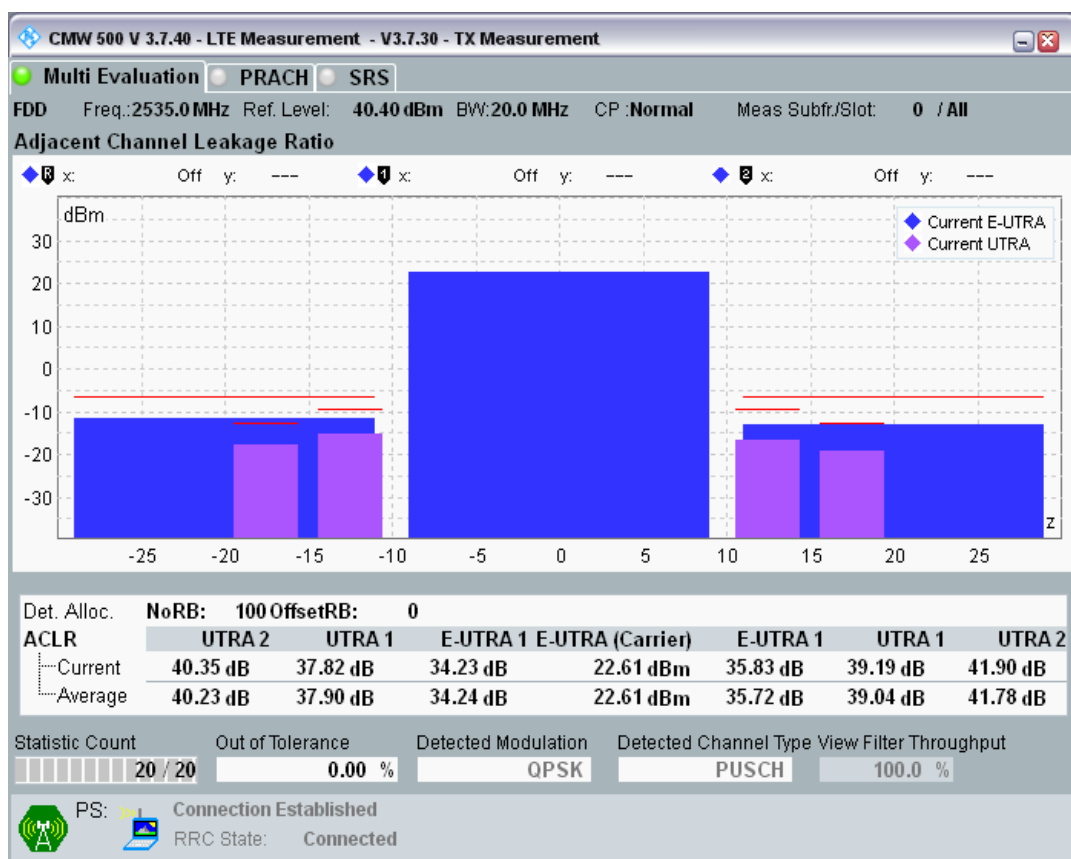 CMW 500 V 3.7.40 - LTE Measurement - V3.7.30 - TX Measurement
Multi Evaluation PRACH SRS
FDD Freq.:2535.0 MHz Ref. Level: 40.40 dBm BW:20.0 MHz CP :Normal Meas Subfr./Slot: 0 / All
Adjacent Channel Leakage Ratio
R x: Off y: --- 1 x: Off y: --- 2 x: Off y: ---
dBm
Current E-UTRA
Current UTRA
30
20
10
0
-10
-20
-30
z
-25 -20 -15 -10 -5 0 5 10 15 20 25
Det. Alloc. NoRB: 100 OffsetRB: 0
ACLR UTRA 2 UTRA 1 E-UTRA 1 E-UTRA (Carrier) E-UTRA 1 UTRA 1 UTRA 2
Current 40.35 dB 37.82 dB 34.23 dB 22.61 dBm 35.83 dB 39.19 dB 41.90 dB
Average 40.23 dB 37.90 dB 34.24 dB 22.61 dBm 35.72 dB 39.04 dB 41.78 dB
Statistic Count Out of Tolerance Detected Modulation Detected Channel Type View Filter Throughput
20 / 20 0.00 % QPSK PUSCH 100.0 %
PS: Connection Established
RRC State: Connected